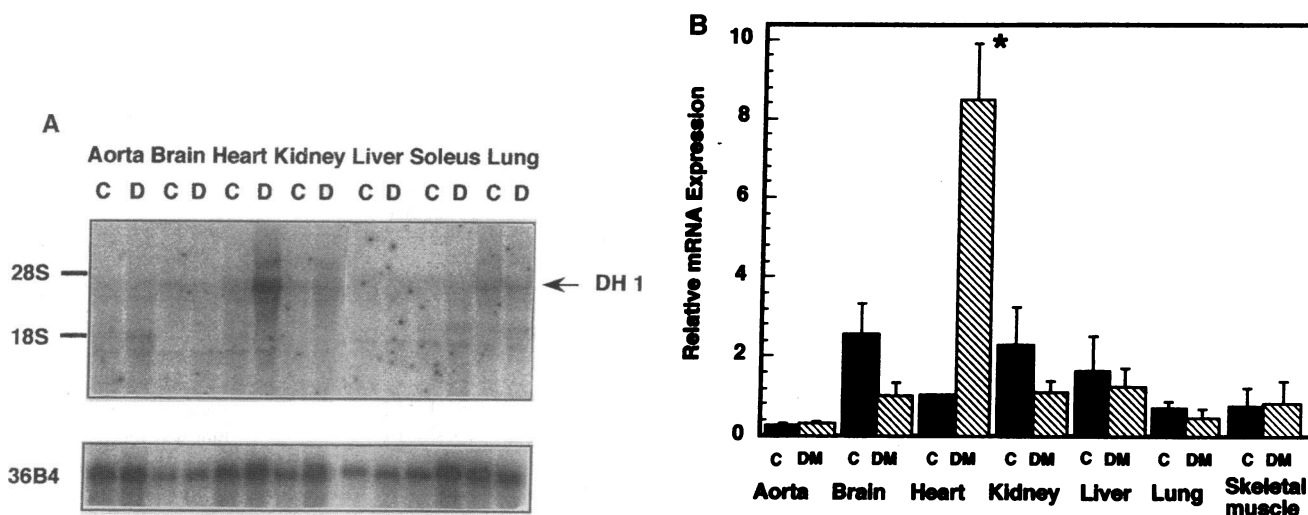 A
Aorta Brain Heart Kidney Liver Soleus Lung
C D C D C D C D C D C D C D
28S
DH 1
18S
36B4
B
*
Relative mRNA Expression
10
8
6
4
2
0
C DM C DM C DM C DM C DM C DM C DM
Aorta Brain Heart Kidney Liver Lung Skeletal
muscle